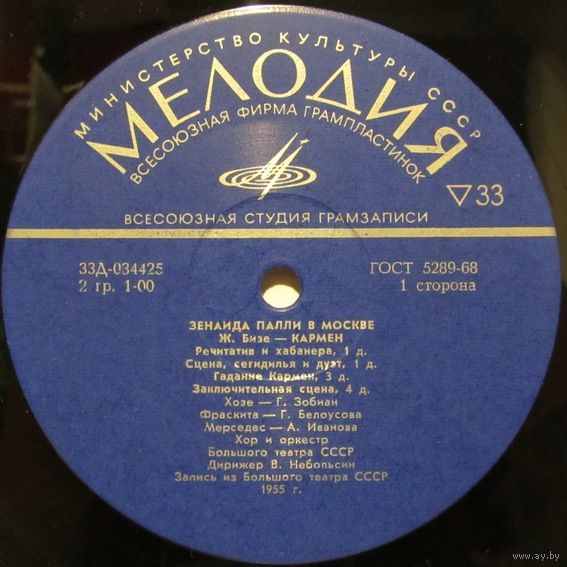 МИНИСТЕРСТВО КУЛЬТУРЫ СССР
МЕЛОДИЯ
ВСЕСОЮЗНАЯ ФИРМА ГРАМПЛАСТИНОК
▽33
ВСЕСОЮЗНАЯ СТУДИЯ ГРАМЗАПИСИ
33Д-034425
2 гр. 1-00
ГОСТ 5289-68
1 сторона
ЗЕНАИДА ПАЛЛИ В МОСКВЕ
Ж. Бизе — КАРМЕН
Речитатив и хабанера, 1 д.
Сцена, сегидилья и дуэт, 1 д.
Гадание Кармен, 3 д.
Заключительная сцена, 4 д.
Хозе — Г. Зобиан
Фраскита — Г. Белоусова
Мерседес — А. Иванова
Хор и оркестр
Большого театра СССР
Дирижер В. Небольсин
Запись из Большого театра СССР
1955 г.
www.ay.by